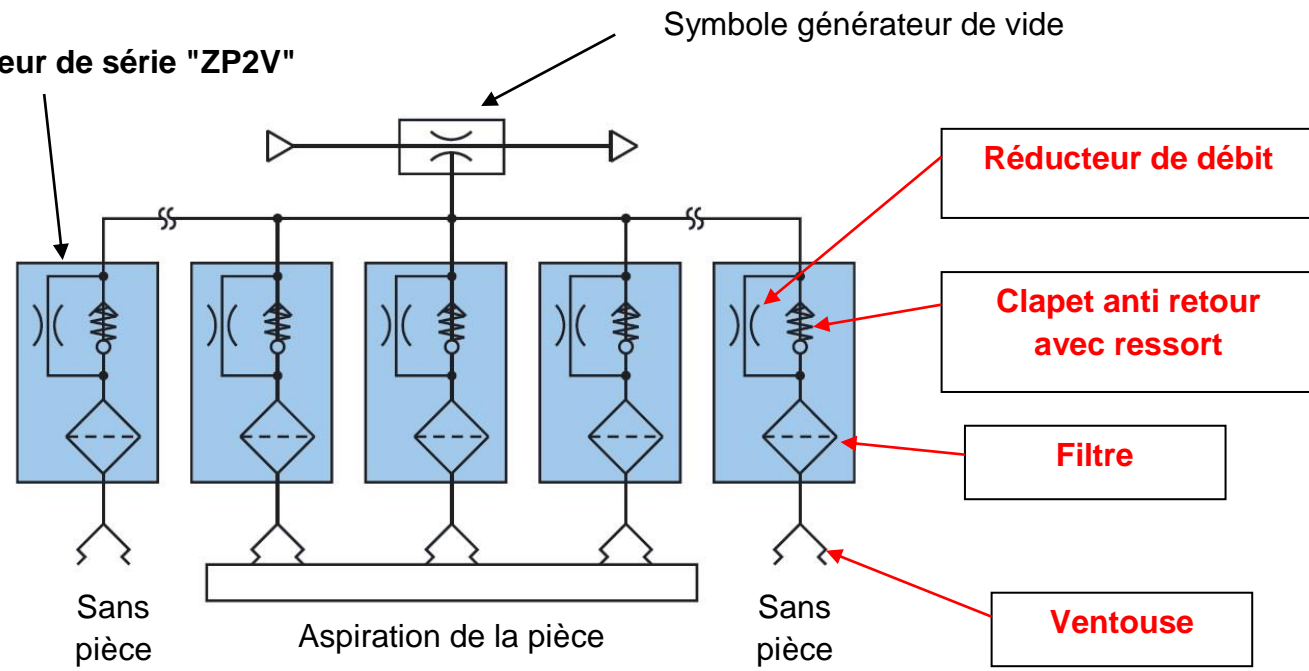 Symbole générateur de vide
eur de série "ZP2V"
Réducteur de débit
Clapet anti retour
avec ressort
Filtre
Ventouse
Sans
pièce
Aspiration de la pièce
Sans
pièce